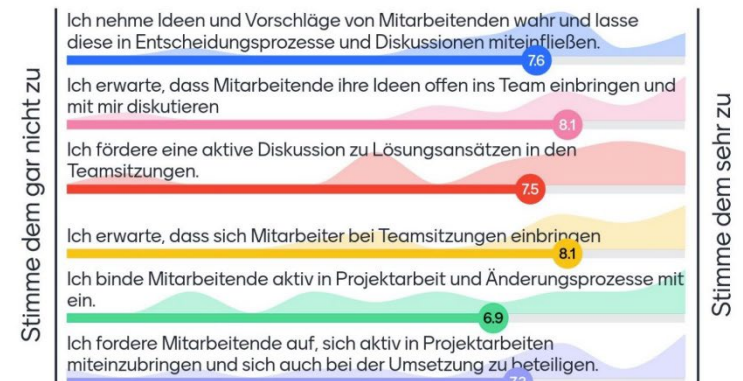 Stimme dem gar nicht zu
Ich nehme Ideen und Vorschläge von Mitarbeitenden wahr und lasse
diese in Entscheidungsprozesse und Diskussionen miteinfließen.
7.6
Ich erwarte, dass Mitarbeitende ihre Ideen offen ins Team einbringen und
mit mir diskutieren
8.1
Ich fördere eine aktive Diskussion zu Lösungsansätzen in den
Teamsitzungen.
7.5
Ich erwarte, dass sich Mitarbeiter bei Teamsitzungen einbringen
8.1
Ich binde Mitarbeitende aktiv in Projektarbeit und Änderungsprozesse mit
ein.
6.9
Ich fordere Mitarbeitende auf, sich aktiv in Projektarbeiten
miteinzubringen und sich auch bei der Umsetzung zu beteiligen.
Stimme dem sehr zu